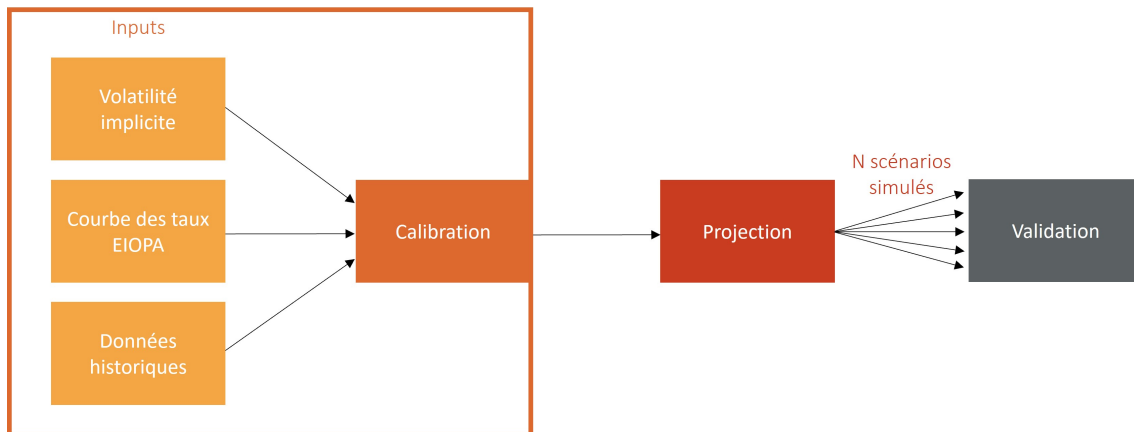 Inputs
Volatilité
implicite
Courbe des taux
EIOPA
Données
historiques
Calibration
Projection
N scénarios
simulés
Validation